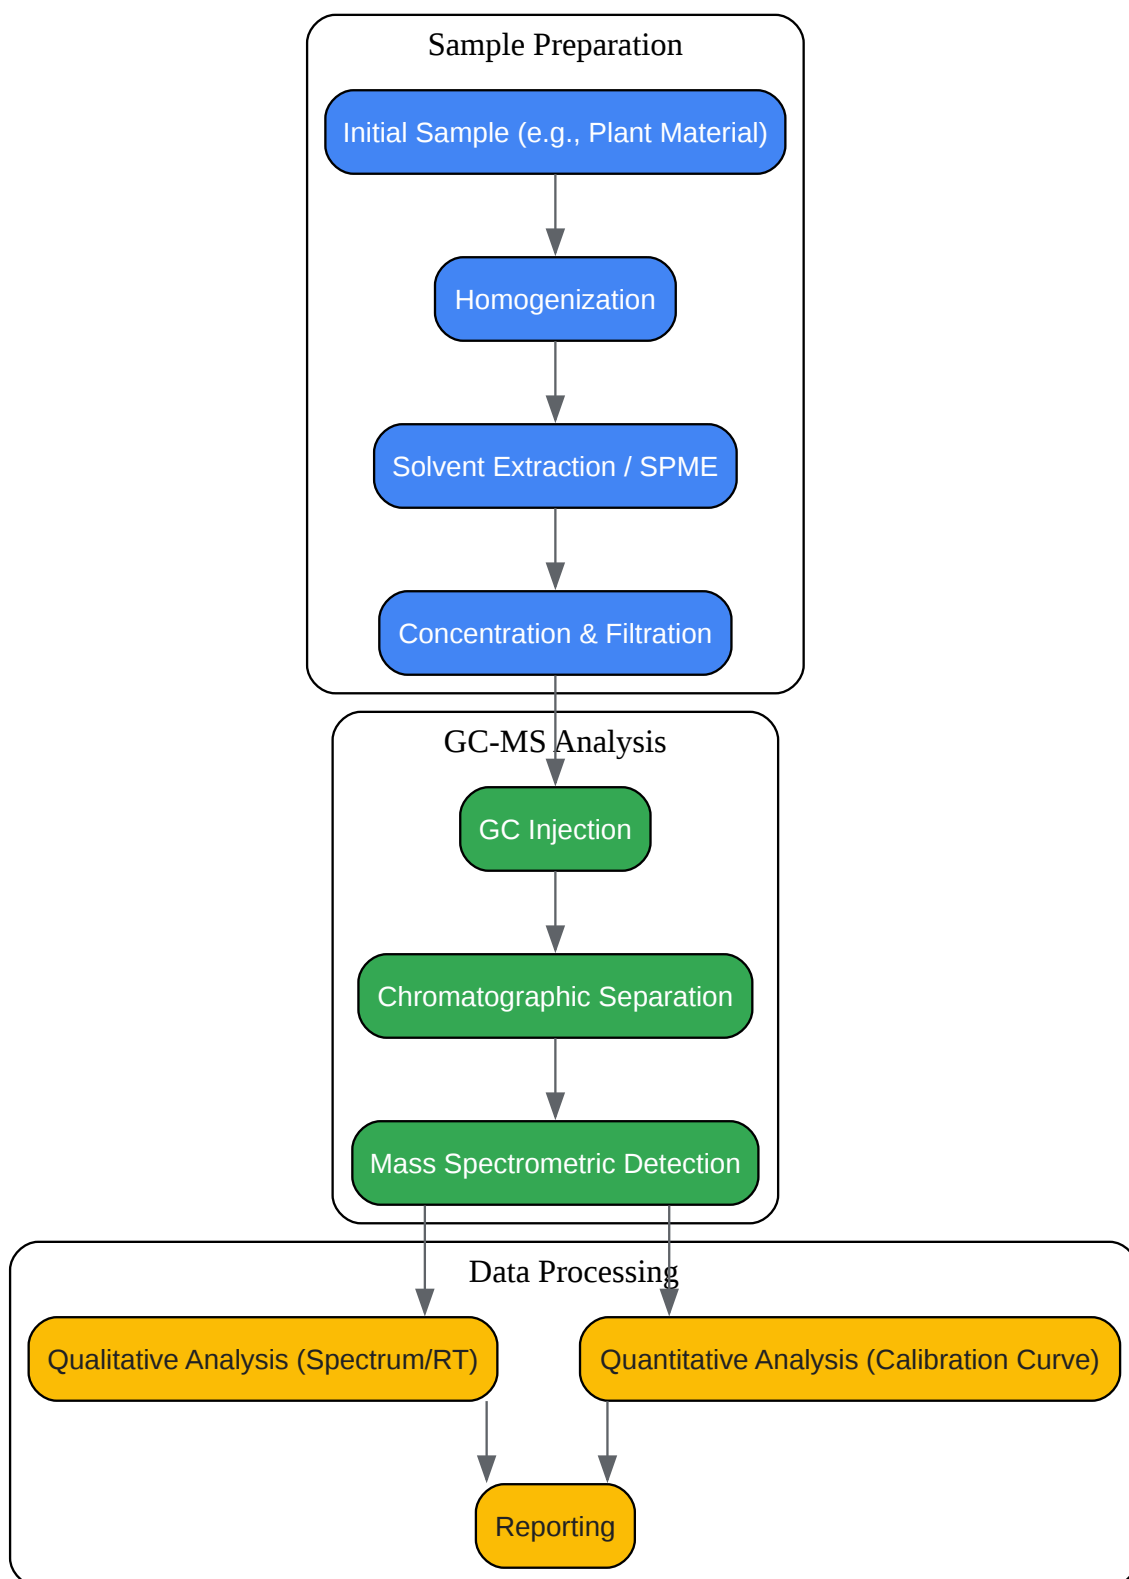 Sample Preparation
Initial Sample (e.g., Plant Material)
Homogenization
Solvent Extraction / SPME
Concentration & Filtration
GC-MS Analysis
GC Injection
Chromatographic Separation
Mass Spectrometric Detection
Data Processing
Qualitative Analysis (Spectrum/RT)
Quantitative Analysis (Calibration Curve)
Reporting